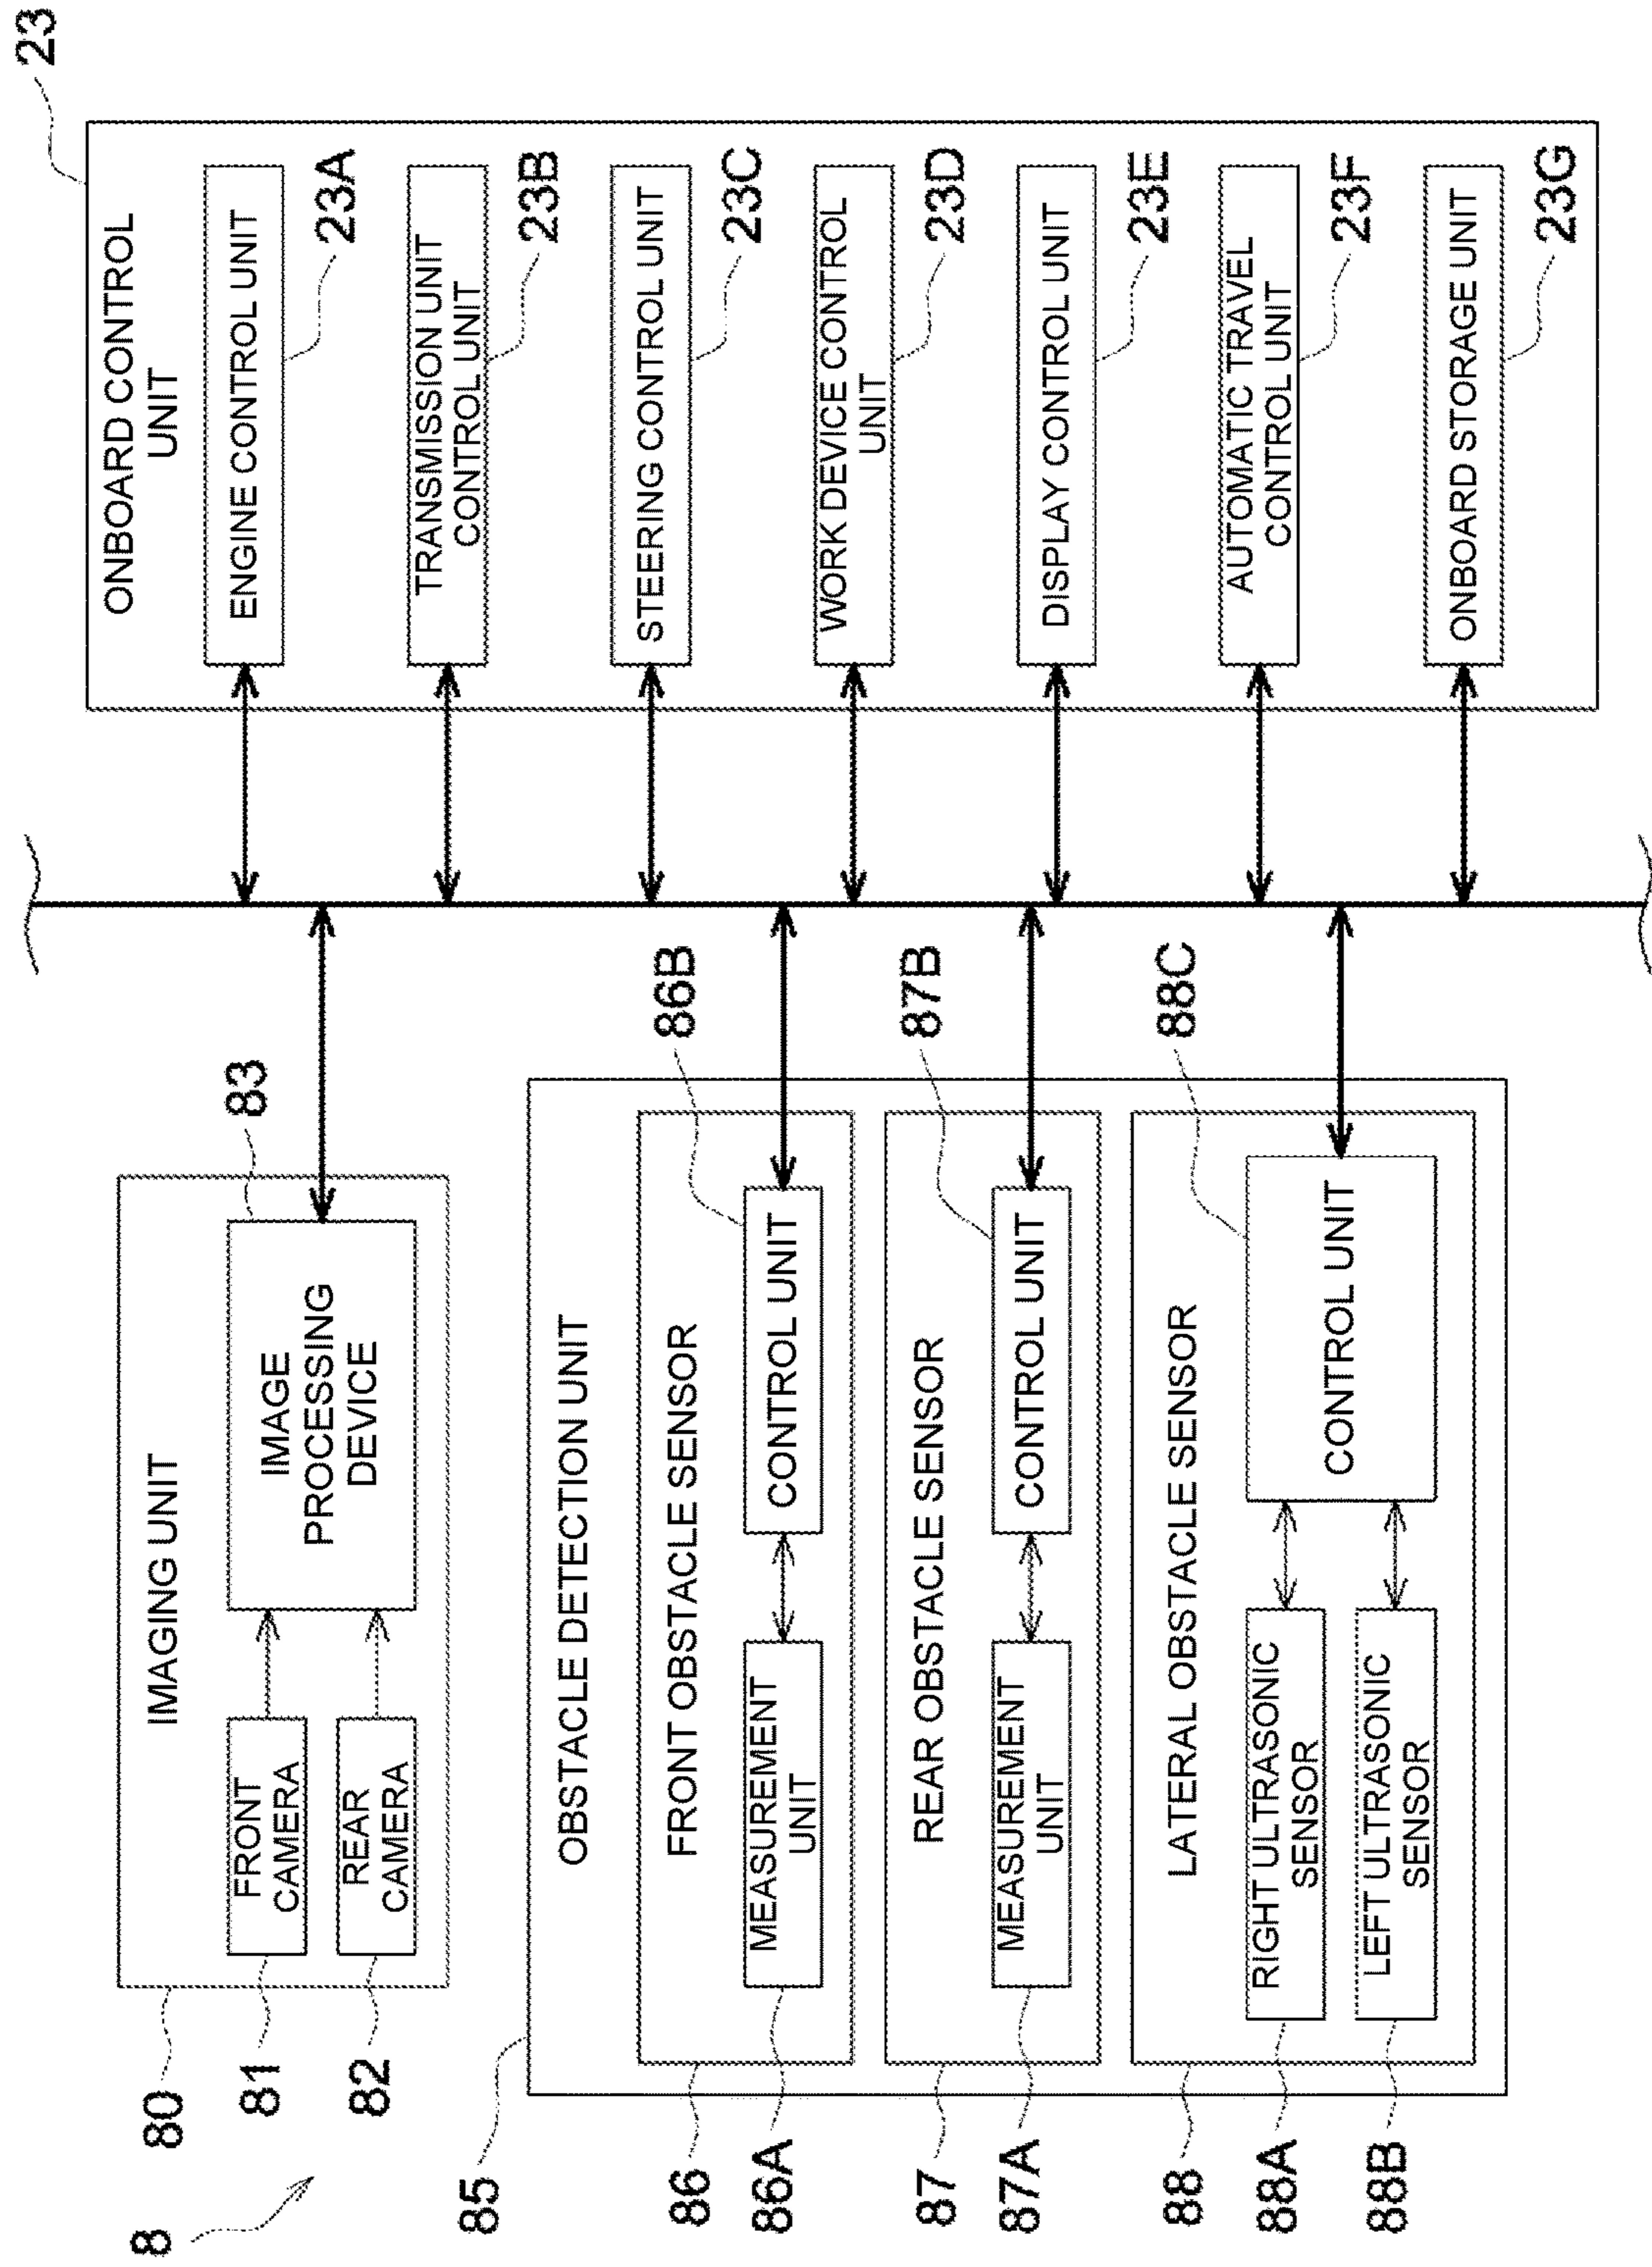 8
80
81
82
83
IMAGING UNIT
FRONT
CAMERA
REAR
CAMERA
IMAGE
PROCESSING
DEVICE
85
OBSTACLE DETECTION UNIT
86
FRONT OBSTACLE SENSOR
86A
MEASUREMENT
UNIT
86B
CONTROL UNIT
87
REAR OBSTACLE SENSOR
87A
MEASUREMENT
UNIT
87B
CONTROL UNIT
88
LATERAL OBSTACLE SENSOR
88A
RIGHT ULTRASONIC
SENSOR
88B
LEFT ULTRASONIC
SENSOR
88C
CONTROL UNIT
23
ONBOARD CONTROL
UNIT
ENGINE CONTROL UNIT
23A
TRANSMISSION UNIT
CONTROL UNIT
23B
STEERING CONTROL UNIT
23C
WORK DEVICE CONTROL
UNIT
23D
DISPLAY CONTROL UNIT
23E
AUTOMATIC TRAVEL
CONTROL UNIT
23F
ONBOARD STORAGE UNIT
23G